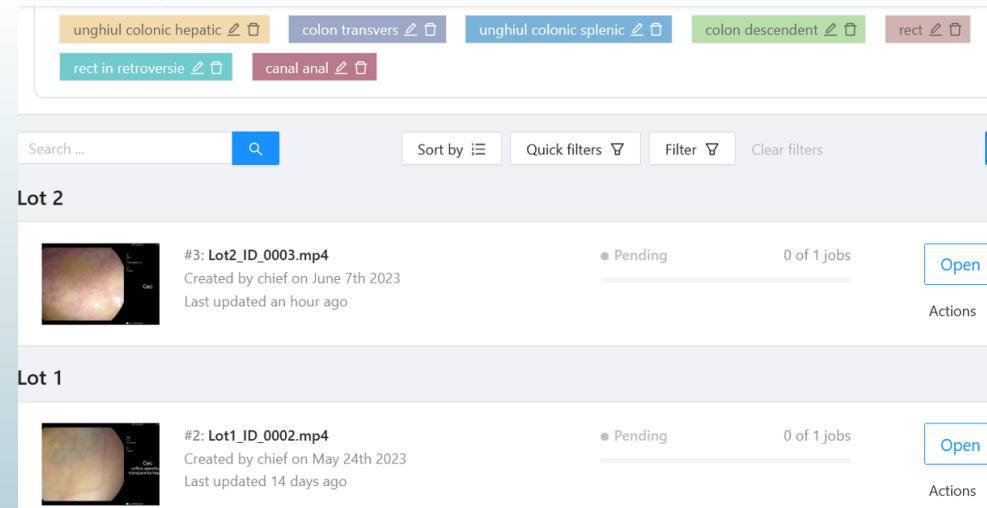 unghiul colonic hepatic
colon transvers
unghiul colonic splenic
colon descendent
rect
rect in retroversie
canal anal
Search ...
Sort by
Quick filters
Filter
Clear filters
Lot 2
#3: Lot2_ID_0003.mp4
Pending
0 of 1 jobs
Created by chief on June 7th 2023
Last updated an hour ago
Open
Actions
Cec
Lot 1
#2: Lot1_ID_0002.mp4
Pending
0 of 1 jobs
Created by chief on May 24th 2023
Last updated 14 days ago
Open
Actions
Cec